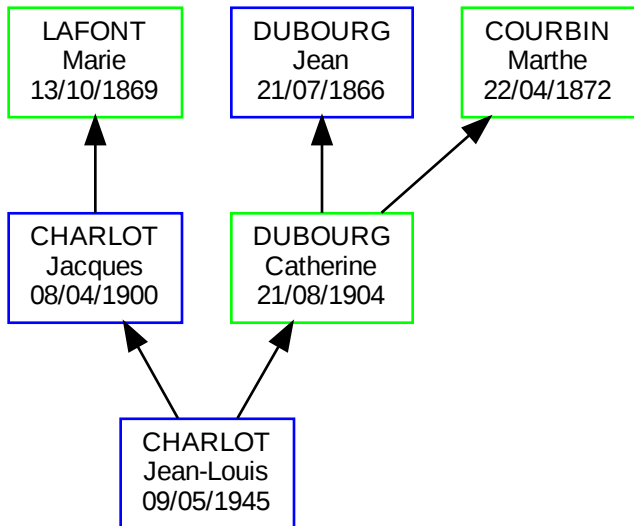 LAFONT
Marie
13/10/1869
DUBOURG
Jean
21/07/1866
COURBIN
Marthe
22/04/1872
CHARLOT
Jacques
08/04/1900
DUBOURG
Catherine
21/08/1904
CHARLOT
Jean-Louis
09/05/1945